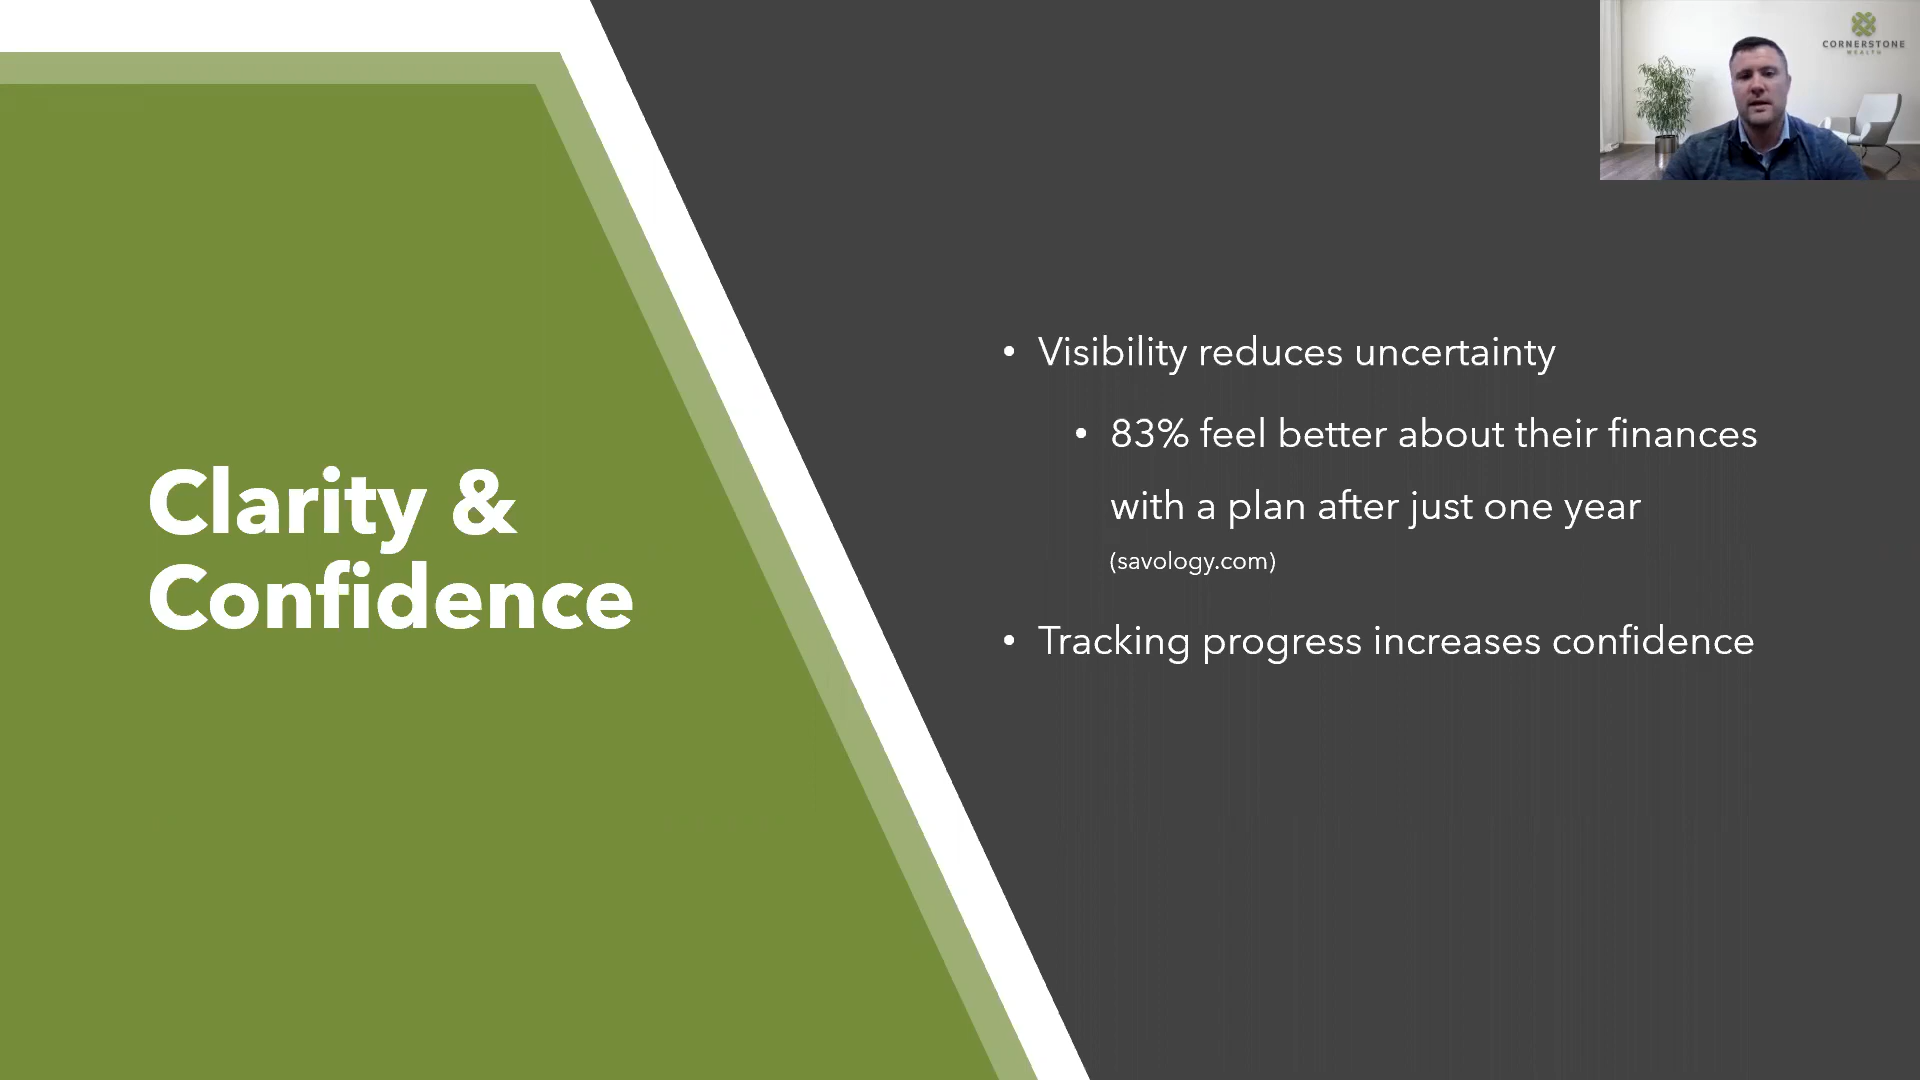 CORNERSTONE
WEALTH
Clarity &
Confidence
• Visibility reduces uncertainty
• 83% feel better about their finances
with a plan after just one year
(savology.com)
• Tracking progress increases confidence